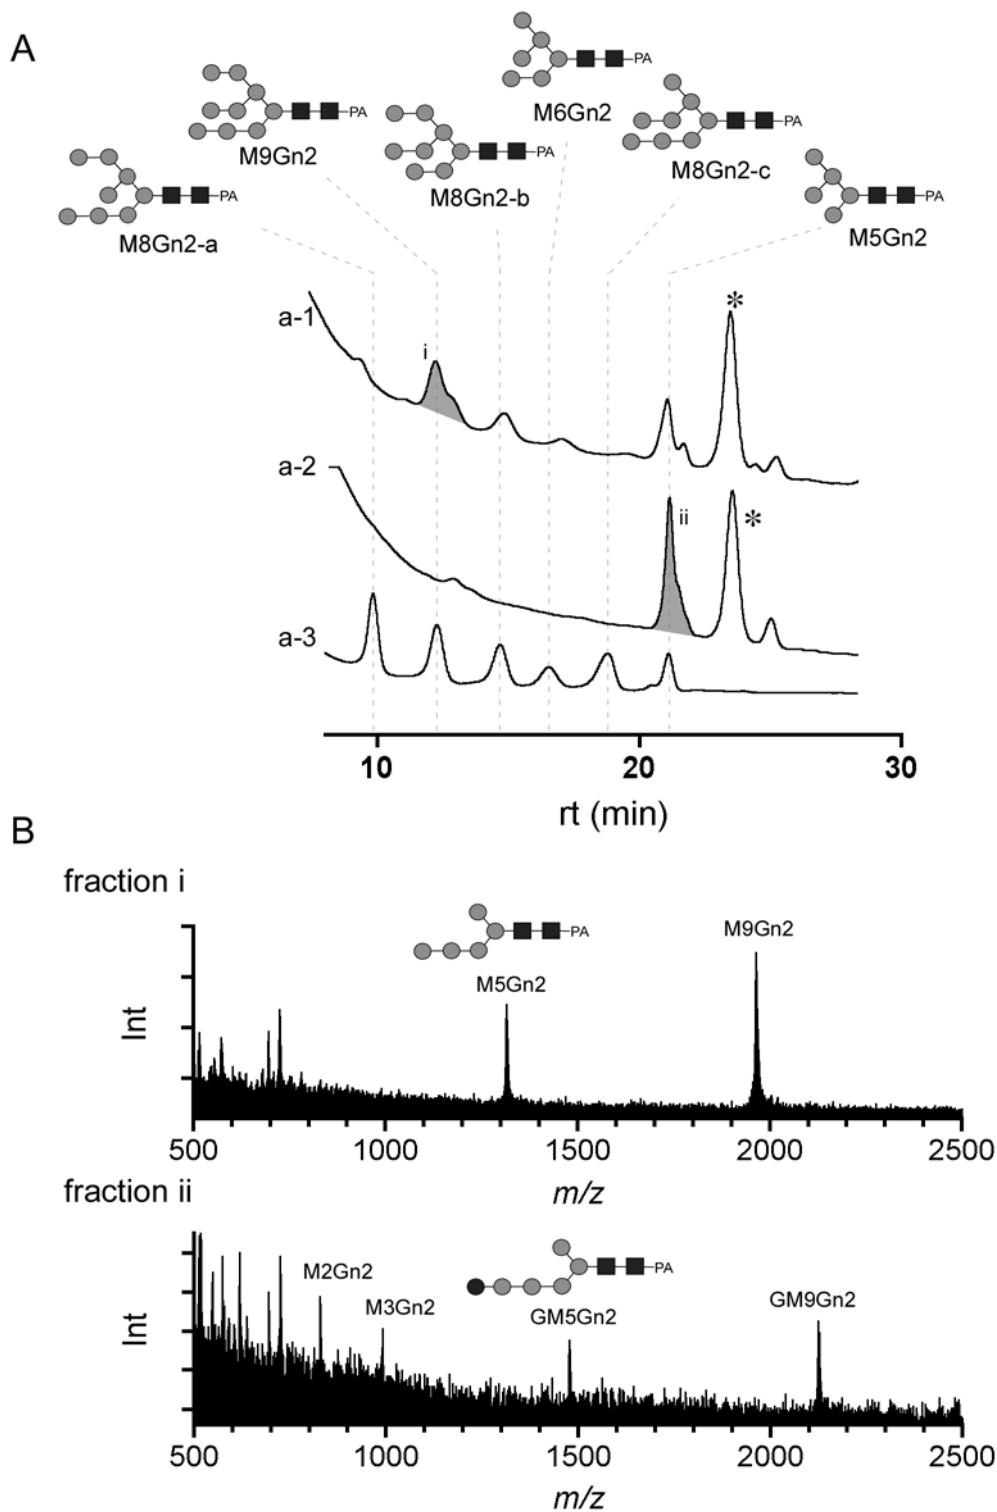 A
PA
M6Gn2
PA
M9Gn2
PA
M8Gn2-b
PA
M8Gn2-c
PA
M8Gn2-a
PA
M5Gn2
a-1
i
*
a-2
ii
*
a-3
10 20 30
rt (min)
B
fraction i
PA
M5Gn2
M9Gn2
Int
500 1000 1500 2000 2500
m/z
fraction ii
M2Gn2
M3Gn2
PA
GM5Gn2
GM9Gn2
Int
500 1000 1500 2000 2500
m/z